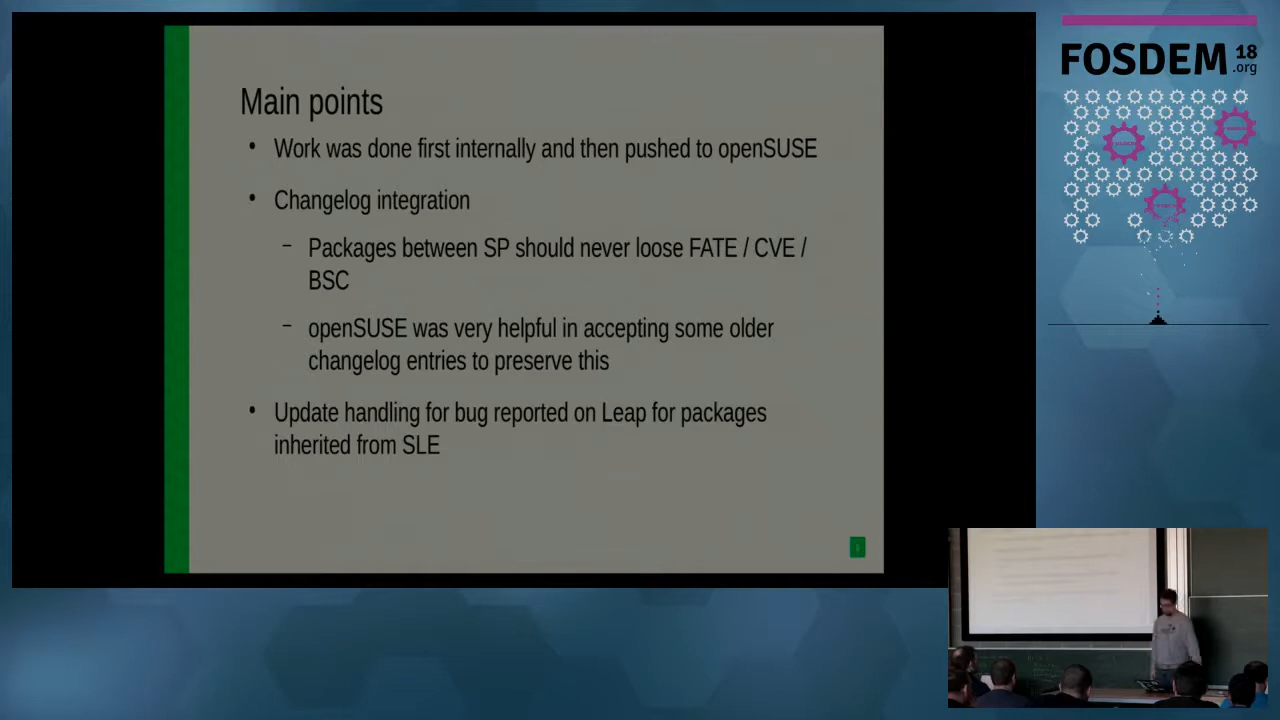 Main points
• Work was done first internally and then pushed to openSUSE
• Changelog integration
– Packages between SP should never loose FATE / CVE /
BSC
– openSUSE was very helpful in accepting some older
changelog entries to preserve this
• Update handling for bug reported on Leap for packages
inherited from SLE
FOSDEM 18
.org